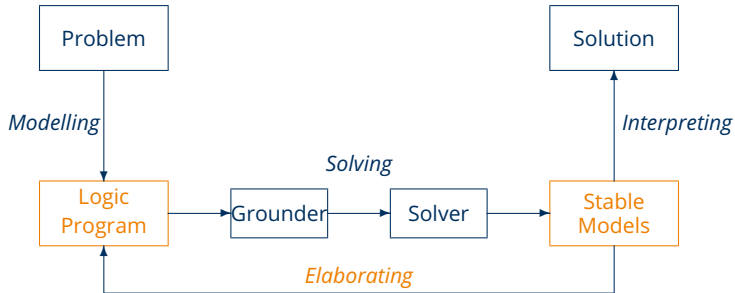 Problem
Solution
Modelling
Interpreting
Solving
Logic
Program
Grounder
Solver
Stable
Models
Elaborating